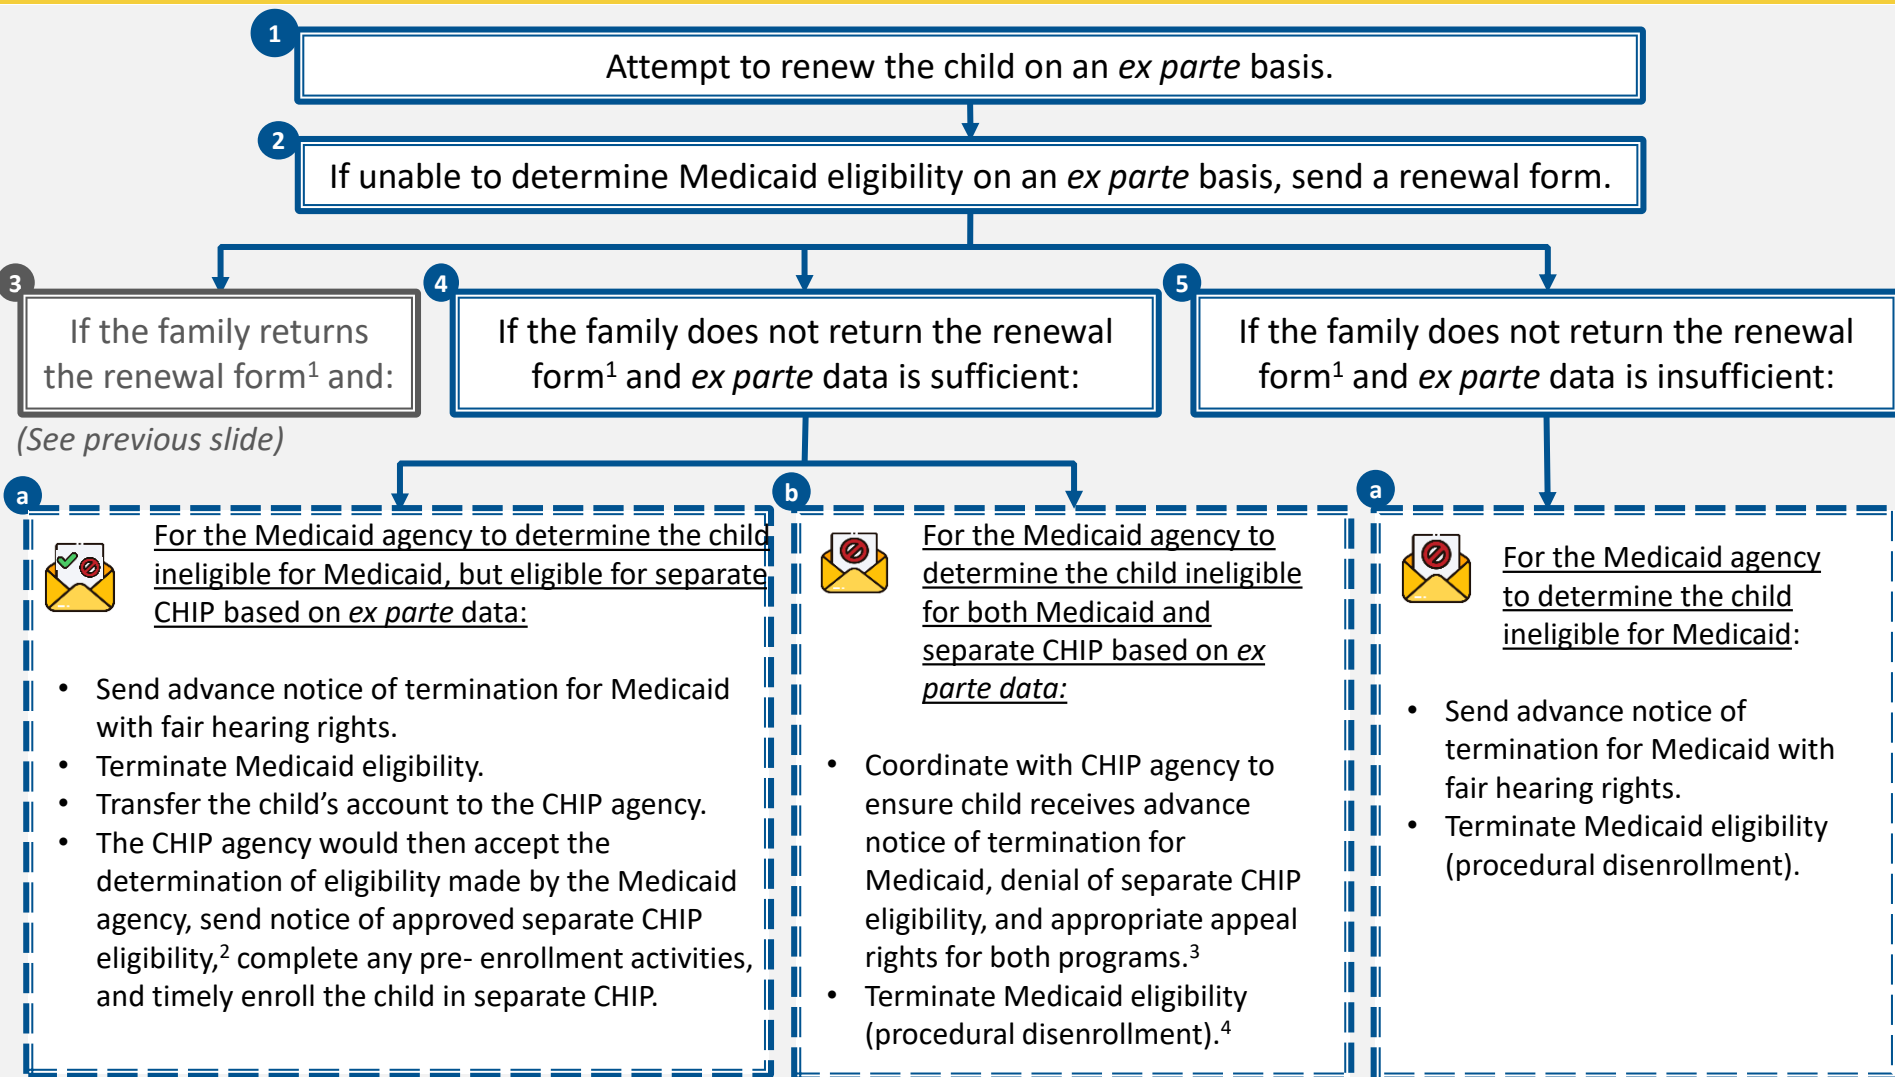 1
Attempt to renew the child on an ex parte basis.
2
If unable to determine Medicaid eligibility on an ex parte basis, send a renewal form.
3
If the family returns
the renewal form1 and:
(See previous slide)
4
If the family does not return the renewal
form1 and ex parte data is sufficient:
5
If the family does not return the renewal
form1 and ex parte data is insufficient:
a
For the Medicaid agency to determine the child
ineligible for Medicaid, but eligible for separate
CHIP based on ex parte data:
• Send advance notice of termination for Medicaid
with fair hearing rights.
• Terminate Medicaid eligibility.
• Transfer the child’s account to the CHIP agency.
• The CHIP agency would then accept the
determination of eligibility made by the Medicaid
agency, send notice of approved separate CHIP
eligibility,2 complete any pre- enrollment activities,
and timely enroll the child in separate CHIP.
b
For the Medicaid agency to
determine the child ineligible
for both Medicaid and
separate CHIP based on ex
parte data:
• Coordinate with CHIP agency to
ensure child receives advance
notice of termination for
Medicaid, denial of separate CHIP
eligibility, and appropriate appeal
rights for both programs.3
• Terminate Medicaid eligibility
(procedural disenrollment).4
a
For the Medicaid agency
to determine the child
ineligible for Medicaid:
• Send advance notice of
termination for Medicaid with
fair hearing rights.
• Terminate Medicaid eligibility
(procedural disenrollment).